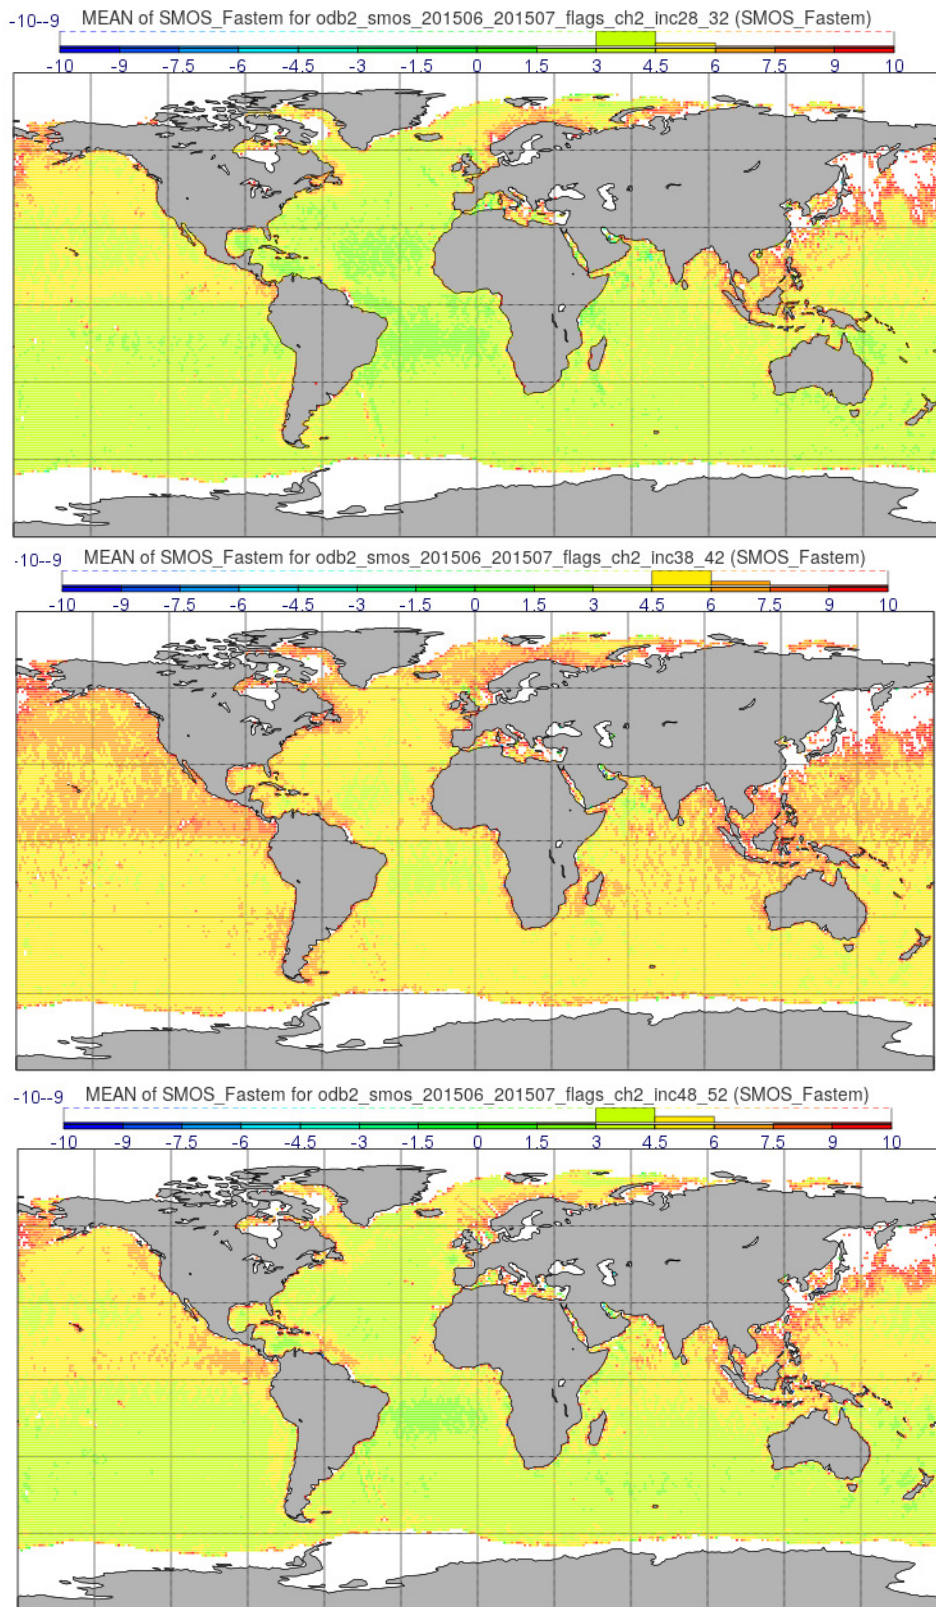 MEAN of SMOS_Fastem for odb2_smos_201506_201507_flags_ch2_inc28_32 (SMOS_Fastem)
-10--9
-10 -9 -7.5 -6 -4.5 -3 -1.5 0 1.5 3 4.5 6 7.5 9 10
MEAN of SMOS_Fastem for odb2_smos_201506_201507_flags_ch2_inc38_42 (SMOS_Fastem)
-10--9
-10 -9 -7.5 -6 -4.5 -3 -1.5 0 1.5 3 4.5 6 7.5 9 10
MEAN of SMOS_Fastem for odb2_smos_201506_201507_flags_ch2_inc48_52 (SMOS_Fastem)
-10--9
-10 -9 -7.5 -6 -4.5 -3 -1.5 0 1.5 3 4.5 6 7.5 9 10